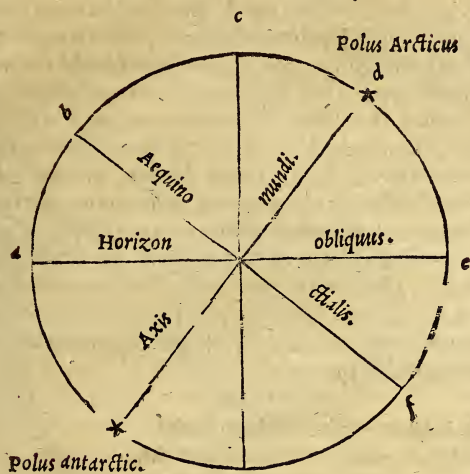 c
Polus Arcticus
d
b
Aequino
mundi.
a
Horizon
obliquus.
e
ctialis.
Axis
f
Polus antarctic.